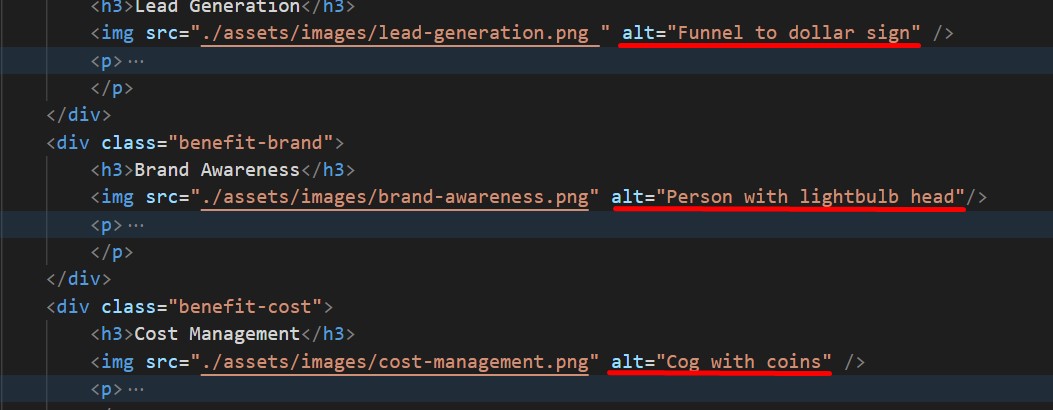 <h3>Lead Generation</h3>
<img src="./assets/images/lead-generation.png " alt="Funnel to dollar sign" />
<p>···
</p>
</div>
<div class="benefit-brand">
<h3>Brand Awareness</h3>
<img src="./assets/images/brand-awareness.png" alt="Person with lightbulb head"/>
<p>···
</p>
</div>
<div class="benefit-cost">
<h3>Cost Management</h3>
<img src="./assets/images/cost-management.png" alt="Cog with coins" />
<p>···